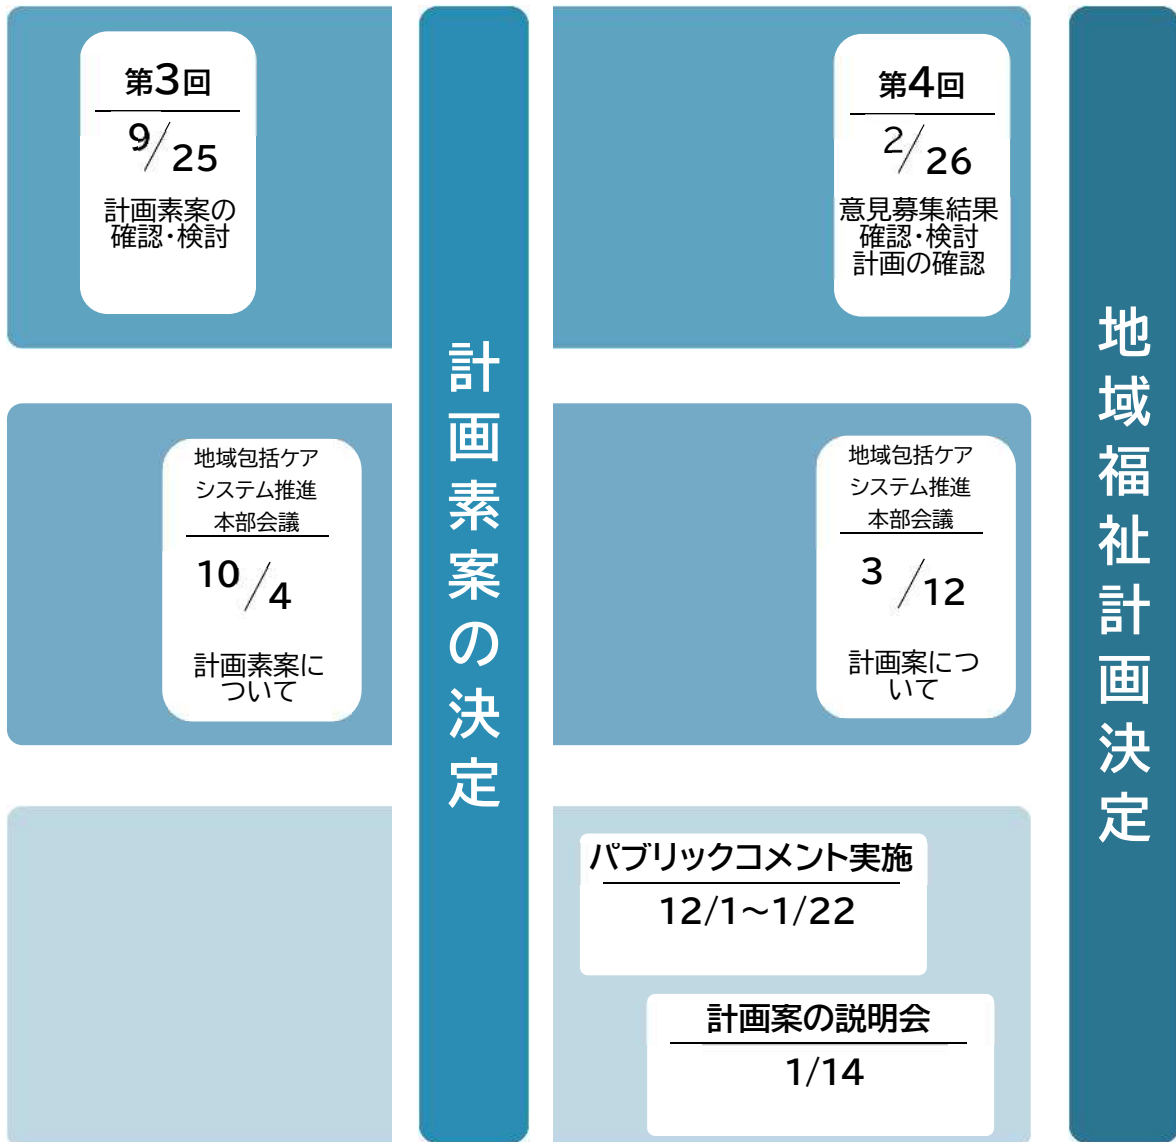 第3回
9/25
計画素案の
確認・検討
地域包括ケア
システム推進
本部会議
10/4
計画素案に
ついて
計画素案の決定
第4回
2/26
意見募集結果
確認・検討
計画の確認
地域包括ケア
システム推進
本部会議
3/12
計画案につ
いて
パブリックコメント実施
12/1～1/22
計画案の説明会
1/14
地域福祉計画決定